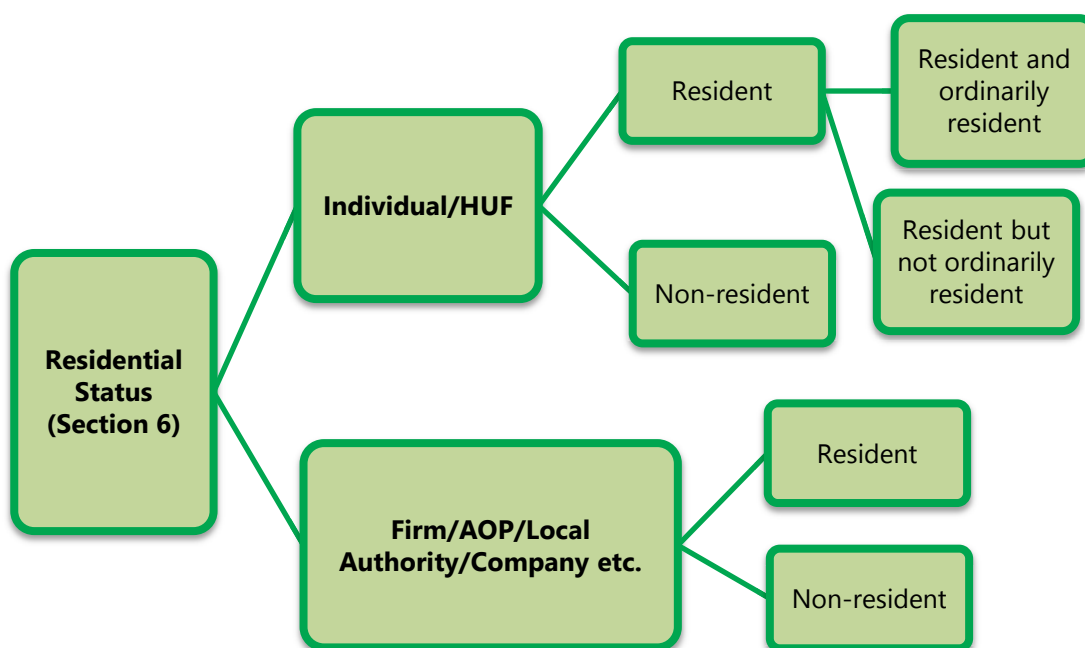 Residential
Status
(Section 6)
Individual/HUF
Resident
Resident and
ordinarily
resident
Resident but
not ordinarily
resident
Non-resident
Firm/AOP/Local
Authority/Company etc.
Resident
Non-resident